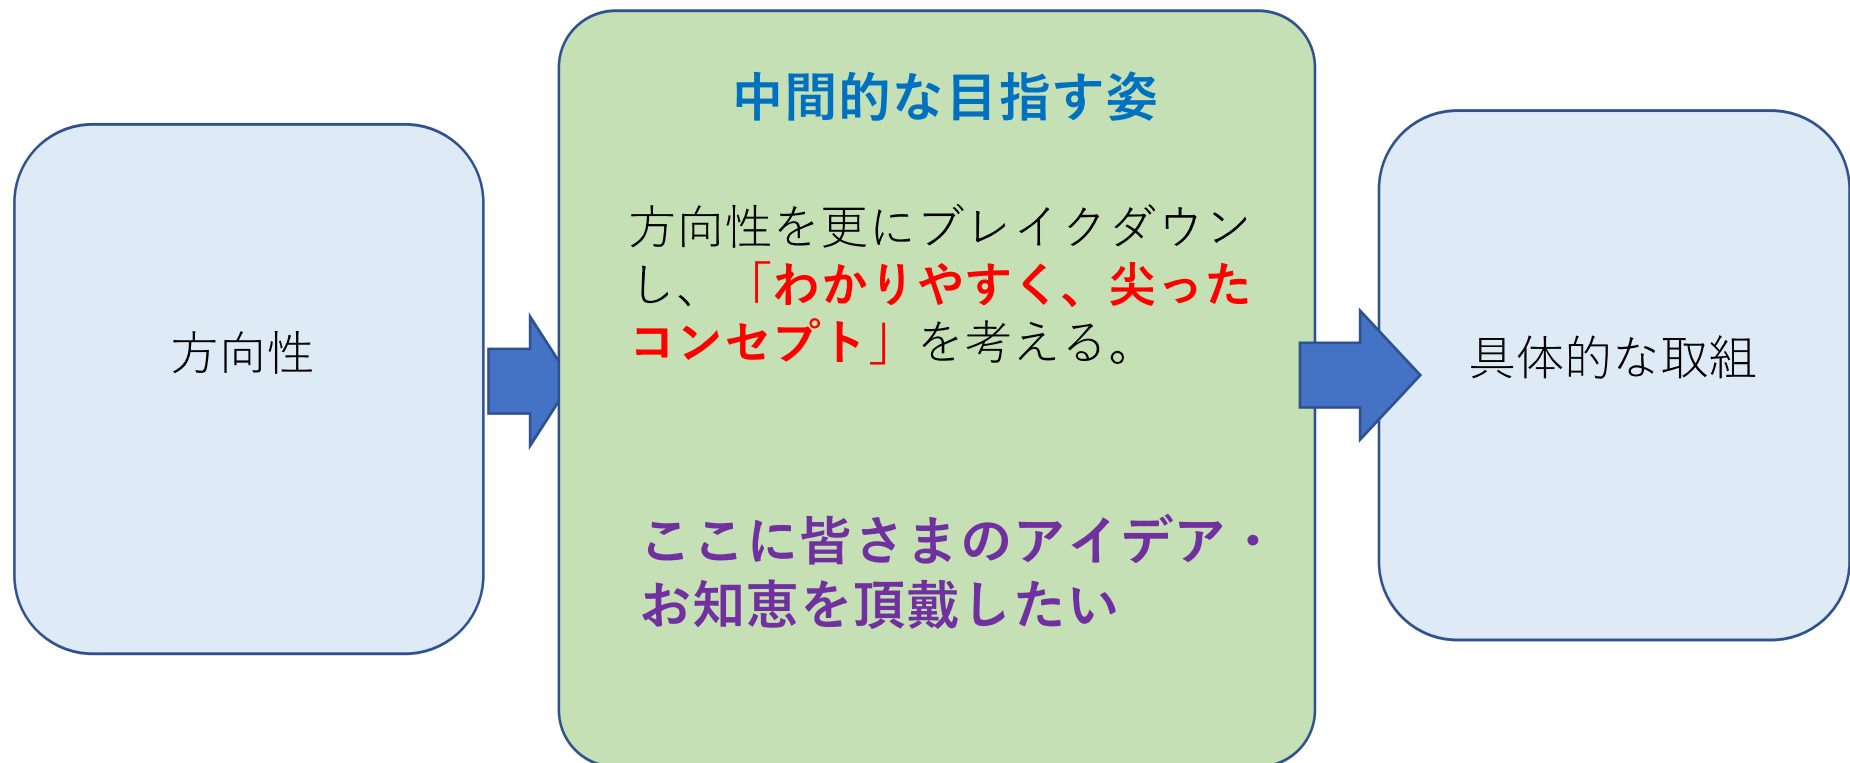 方向性
中間的な目指す姿
方向性を更にブレイクダウン
し、「わかりやすく、尖った
コンセプト」を考える。
ここに皆さまのアイデア・
お知恵を頂戴したい
具体的な取組